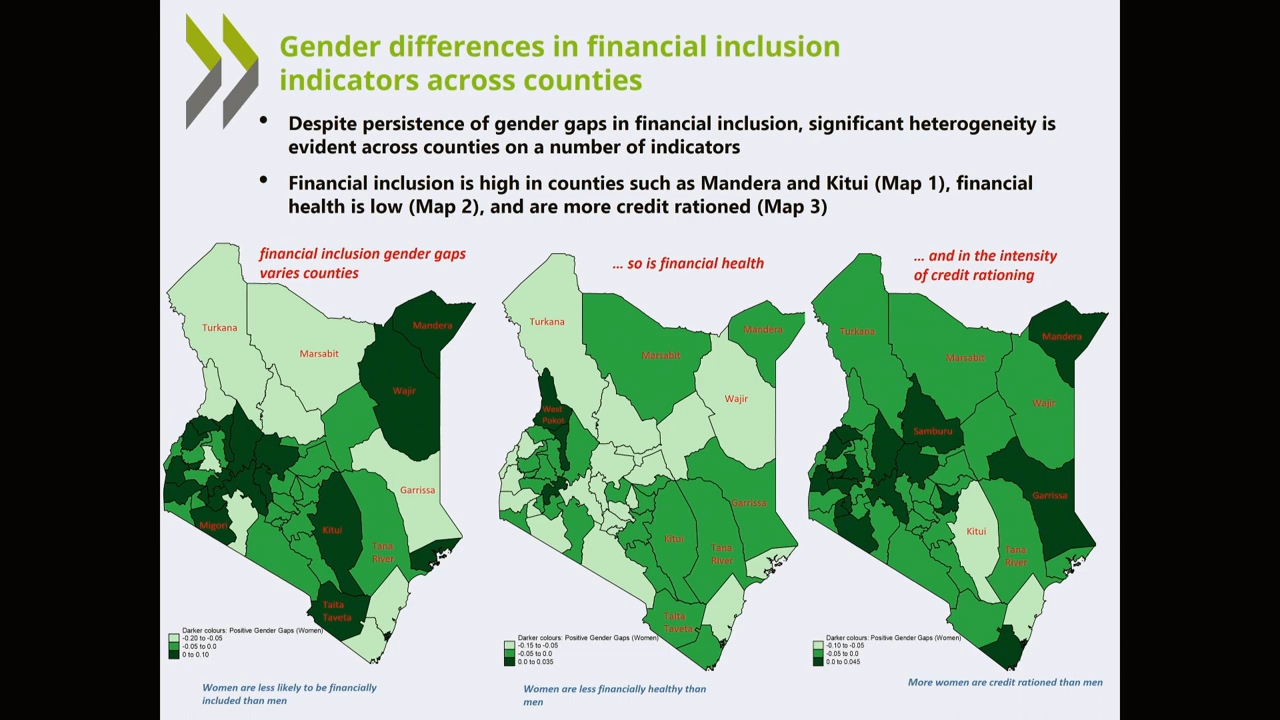 Gender differences in financial inclusion
indicators across counties
• Despite persistence of gender gaps in financial inclusion, significant heterogeneity is
evident across counties on a number of indicators
• Financial inclusion is high in counties such as Mandera and Kitui (Map 1), financial
health is low (Map 2), and are more credit rationed (Map 3)
financial inclusion gender gaps
varies counties
Turkana
Marsabit
Mandera
Wajir
Garrissa
Migori
Kitui
Tana
River
Taita
Taveta
Darker colours: Positive Gender Gaps (Women)
-0.20 to -0.05
-0.05 to 0.0
0 to 0.10
Women are less likely to be financially
included than men
... so is financial health
Turkana
Marsabit
Mandera
Wajir
West
Pokot
Garrissa
Kitui
Tana
River
Taita
Taveta
Darker colours: Positive Gender Gaps (Women)
-0.15 to -0.05
-0.05 to 0.0
0.0 to 0.035
Women are less financially healthy than
men
... and in the intensity
of credit rationing
Turkana
Marsabit
Mandera
Wajir
Samburu
Garrissa
Kitui
Tana
River
Darker colours: Positive Gender Gaps (Women)
-0.10 to -0.05
-0.05 to 0.0
0.0 to 0.045
More women are credit rationed than men